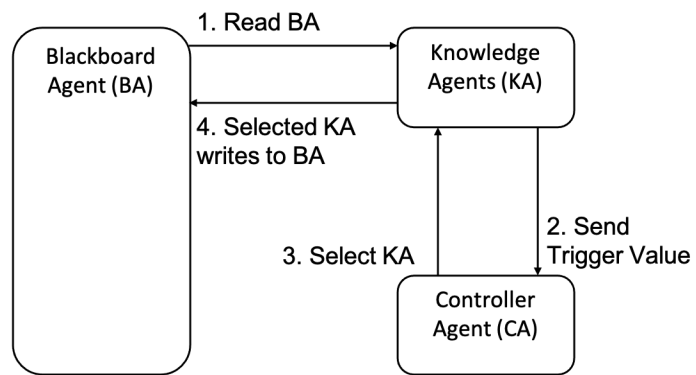 1. Read BA
Blackboard
Agent (BA)
Knowledge
Agents (KA)
4. Selected KA
writes to BA
2. Send
Trigger Value
3. Select KA
Controller
Agent (CA)